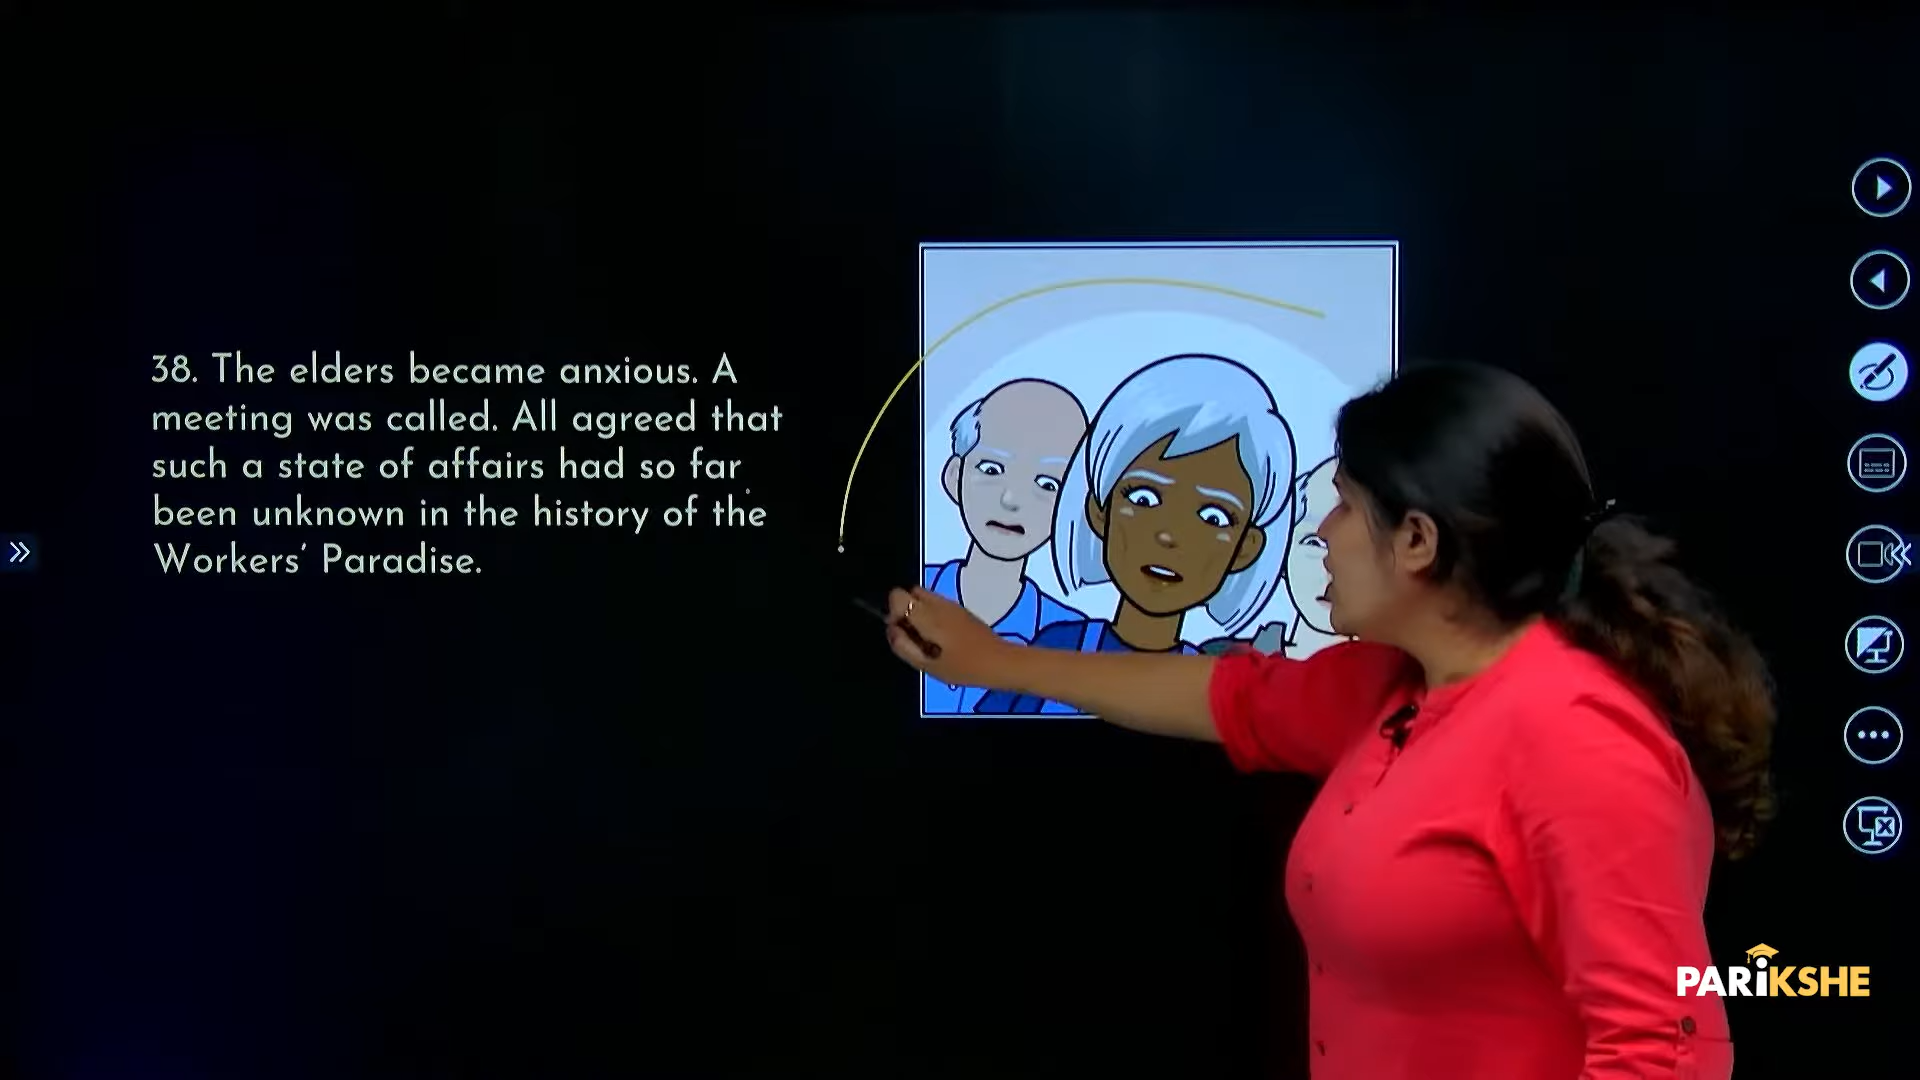 38. The elders became anxious. A
meeting was called. All agreed that
such a state of affairs had so far
been unknown in the history of the
Workers' Paradise.
PARiKSHE